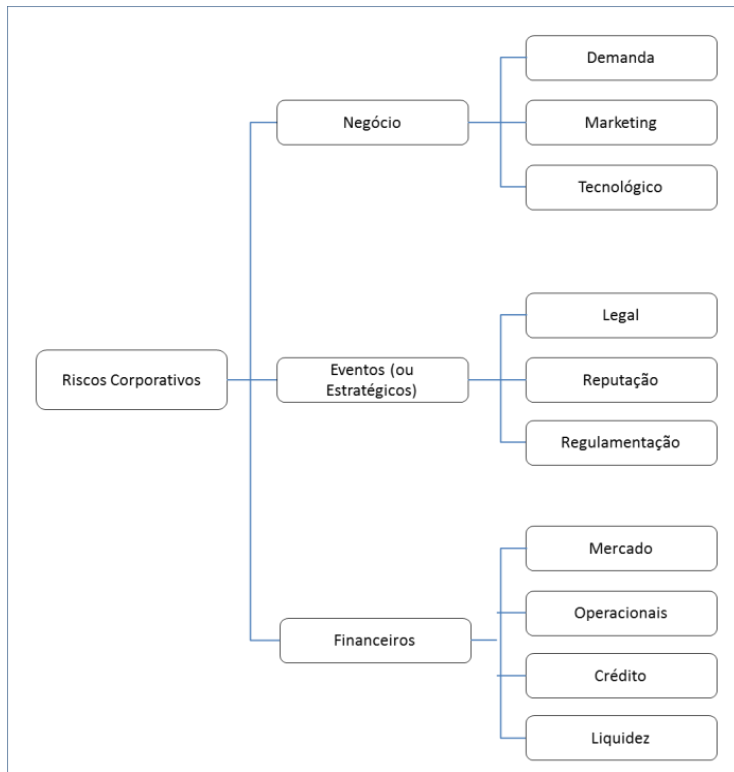 Riscos Corporativos
Negócio
Demanda
Marketing
Tecnológico
Eventos (ou
Estratégicos)
Legal
Reputação
Regulamentação
Financeiros
Mercado
Operacionais
Crédito
Liquidez